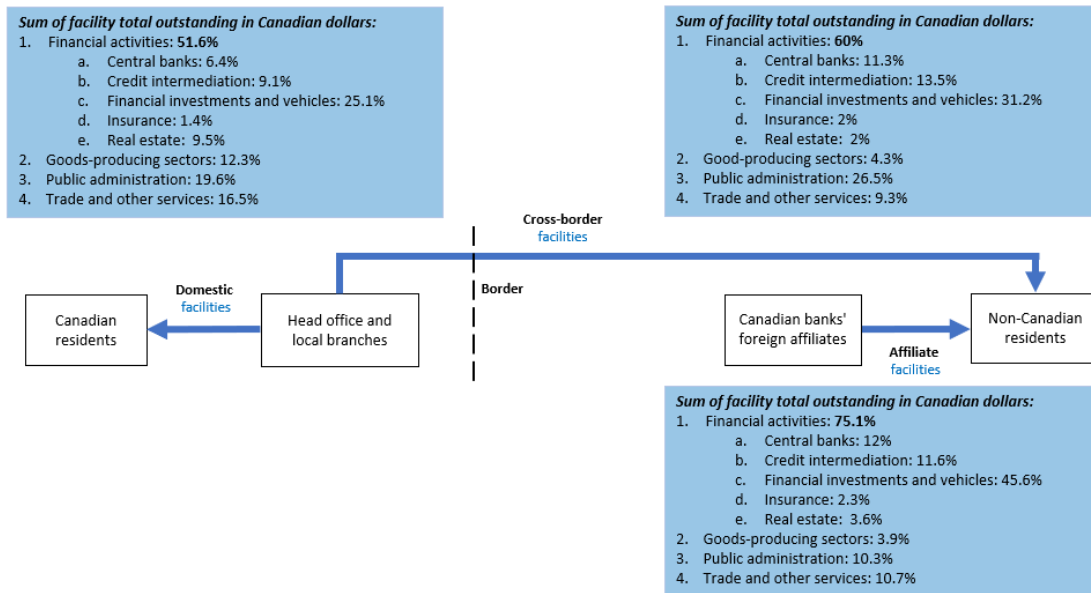 Sum of facility total outstanding in Canadian dollars:
1. Financial activities: 51.6%
a. Central banks: 6.4%
b. Credit intermediation: 9.1%
c. Financial investments and vehicles: 25.1%
d. Insurance: 1.4%
e. Real estate: 9.5%
2. Goods-producing sectors: 12.3%
3. Public administration: 19.6%
4. Trade and other services: 16.5%
Sum of facility total outstanding in Canadian dollars:
1. Financial activities: 60%
a. Central banks: 11.3%
b. Credit intermediation: 13.5%
c. Financial investments and vehicles: 31.2%
d. Insurance: 2%
e. Real estate: 2%
2. Good-producing sectors: 4.3%
3. Public administration: 26.5%
4. Trade and other services: 9.3%
Cross-border
facilities
Domestic
facilities
Border
Canadian
residents
Head office and
local branches
Canadian banks'
foreign affiliates
Non-Canadian
residents
Affiliate
facilities
Sum of facility total outstanding in Canadian dollars:
1. Financial activities: 75.1%
a. Central banks: 12%
b. Credit intermediation: 11.6%
c. Financial investments and vehicles: 45.6%
d. Insurance: 2.3%
e. Real estate: 3.6%
2. Goods-producing sectors: 3.9%
3. Public administration: 10.3%
4. Trade and other services: 10.7%